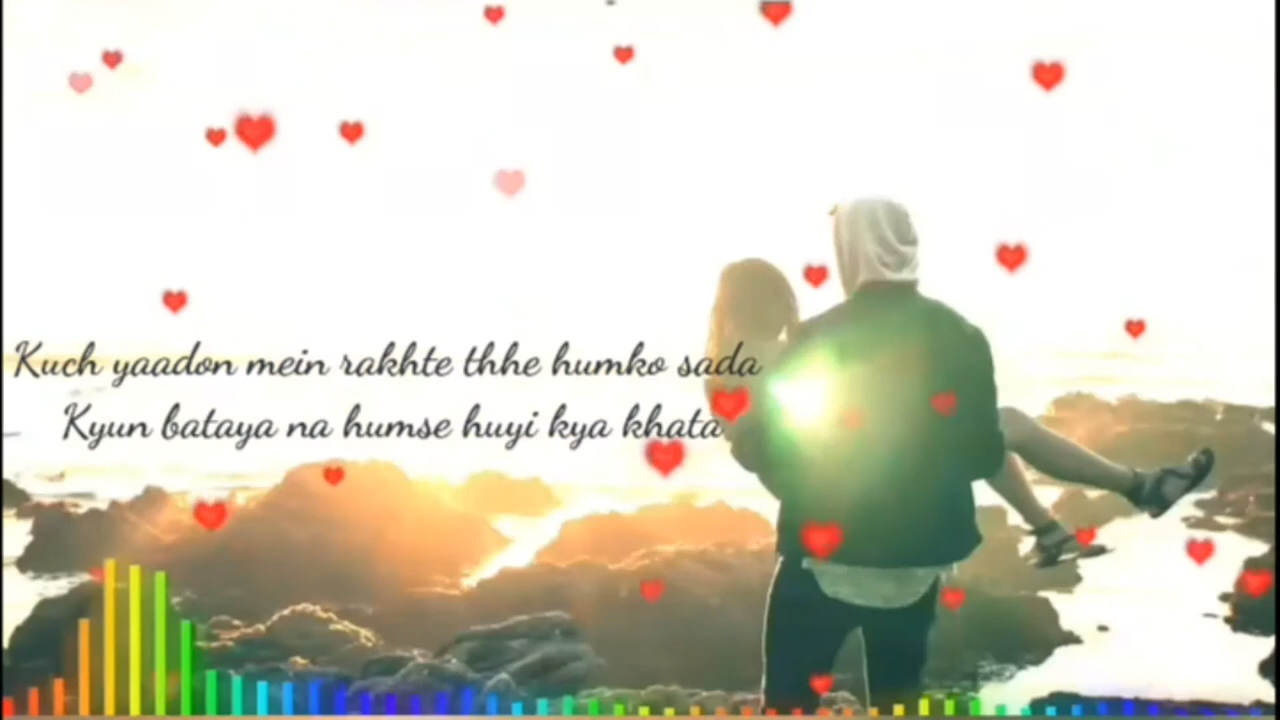 Kuch yaadon mein rakhte thhe humko sada
Kyun bataya na humse huyi kya khata